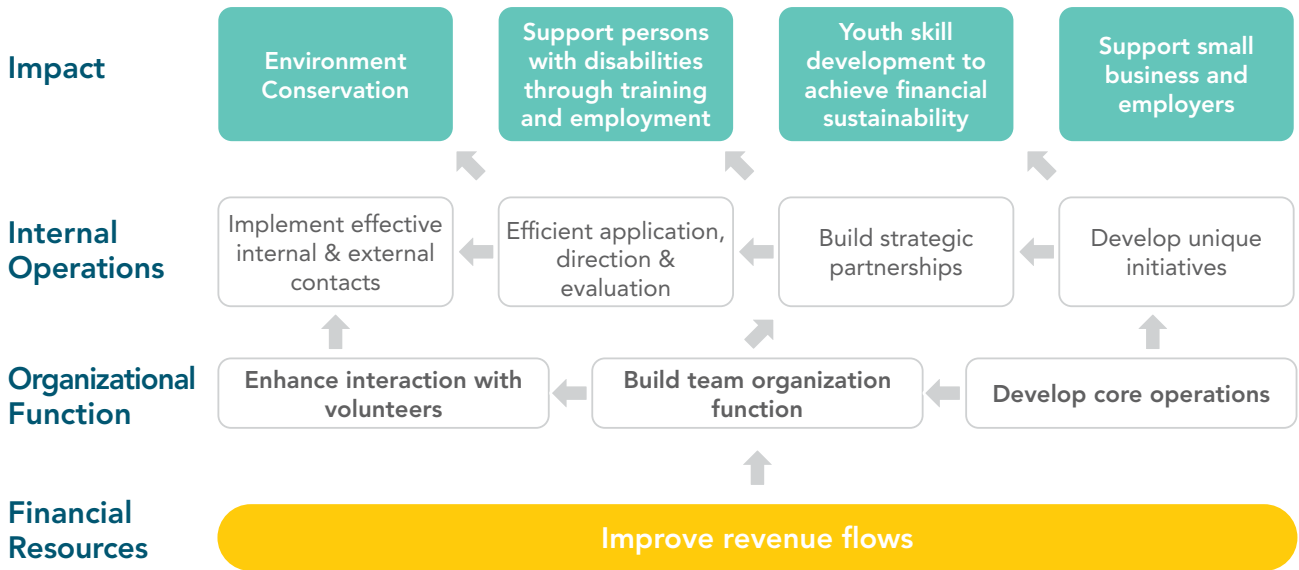 Impact
Environment
Conservation
Support persons
with disabilities
through training
and employment
Youth skill
development to
achieve financial
sustainability
Support small
business and
employers
Internal
Operations
Implement effective
internal & external
contacts
Efficient application,
direction &
evaluation
Build strategic
partnerships
Develop unique
initiatives
Organizational
Function
Enhance interaction with
volunteers
Build team organization
function
Develop core operations
Financial
Resources
Improve revenue flows